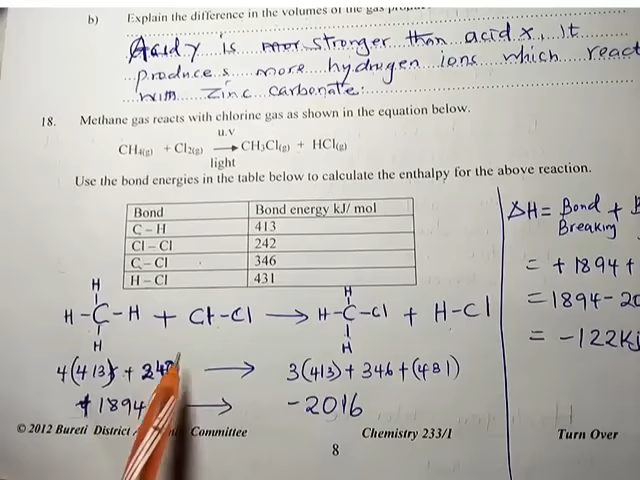 b) Explain the difference in the volumes of the gas
Acid y is stronger than acid x. It
produces more hydrogen ions which react
with zinc carbonate.
18. Methane gas reacts with chlorine gas as shown in the equation below.
u.v
CH4(g) + Cl2(g) ⟶ CH3Cl(g) + HCl(g)
light
Use the bond energies in the table below to calculate the enthalpy for the above reaction.
Bond Bond energy kJ/ mol
C – H 413
Cl – Cl 242
C – Cl 346
H – Cl 431
ΔH = Bond +
Breaking
= +1894 +
= 1894 - 20
= -122KJ
H H
H - C - H + Cl - Cl ⟶ H - C - Cl + H - Cl
H H
4(413) + 242 ⟶ 3(413) + 346 + (431)
+1894 ⟶ -2016
© 2012 Bureti District Committee Chemistry 233/1 Turn Over
8